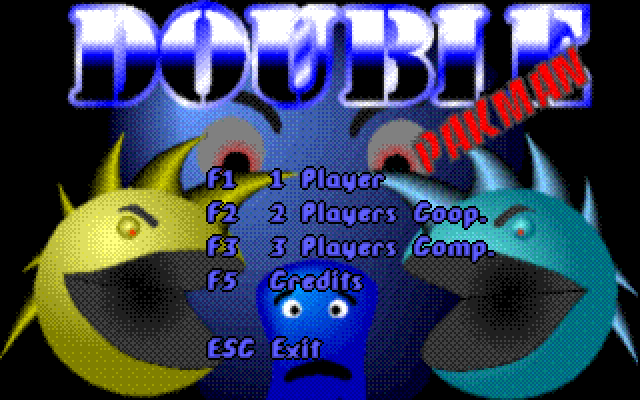 DOUBLE
PAKMAN
F1 1 Player
F2 2 Players Coop.
F3 3 Players Comp.
F5 Credits
ESC Exit